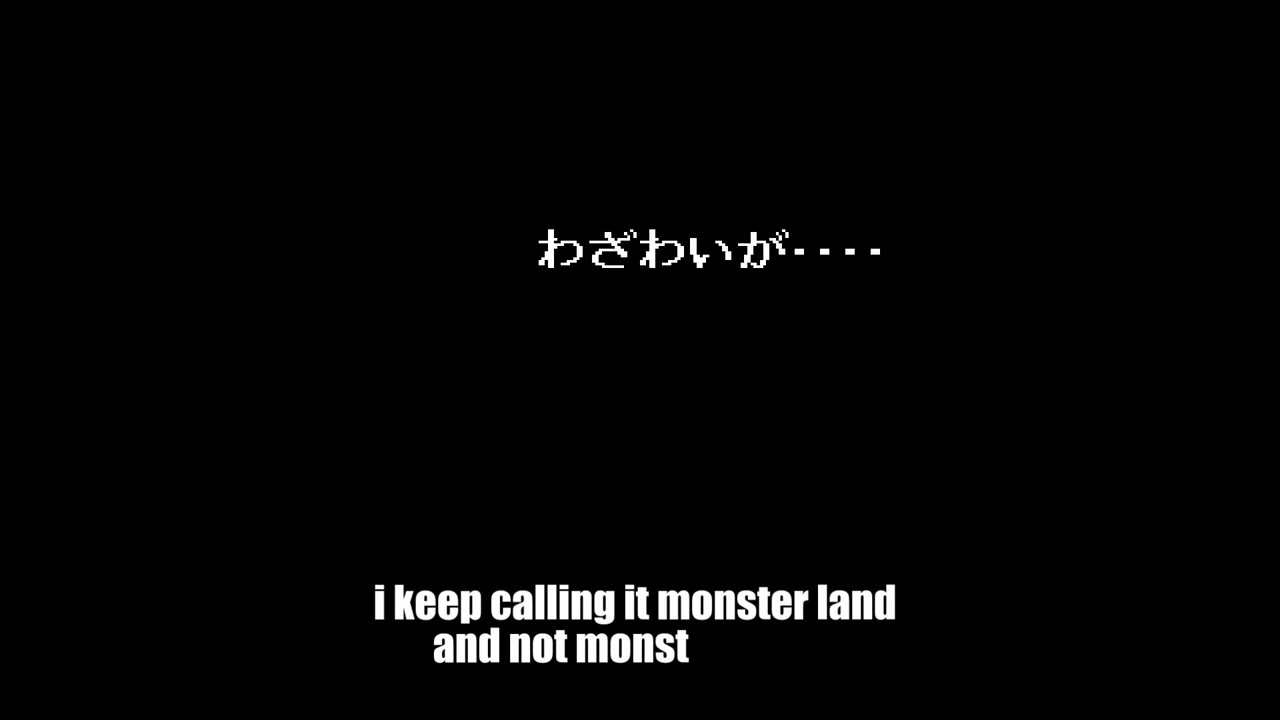 わざわいが････
i keep calling it monster land
and not monst